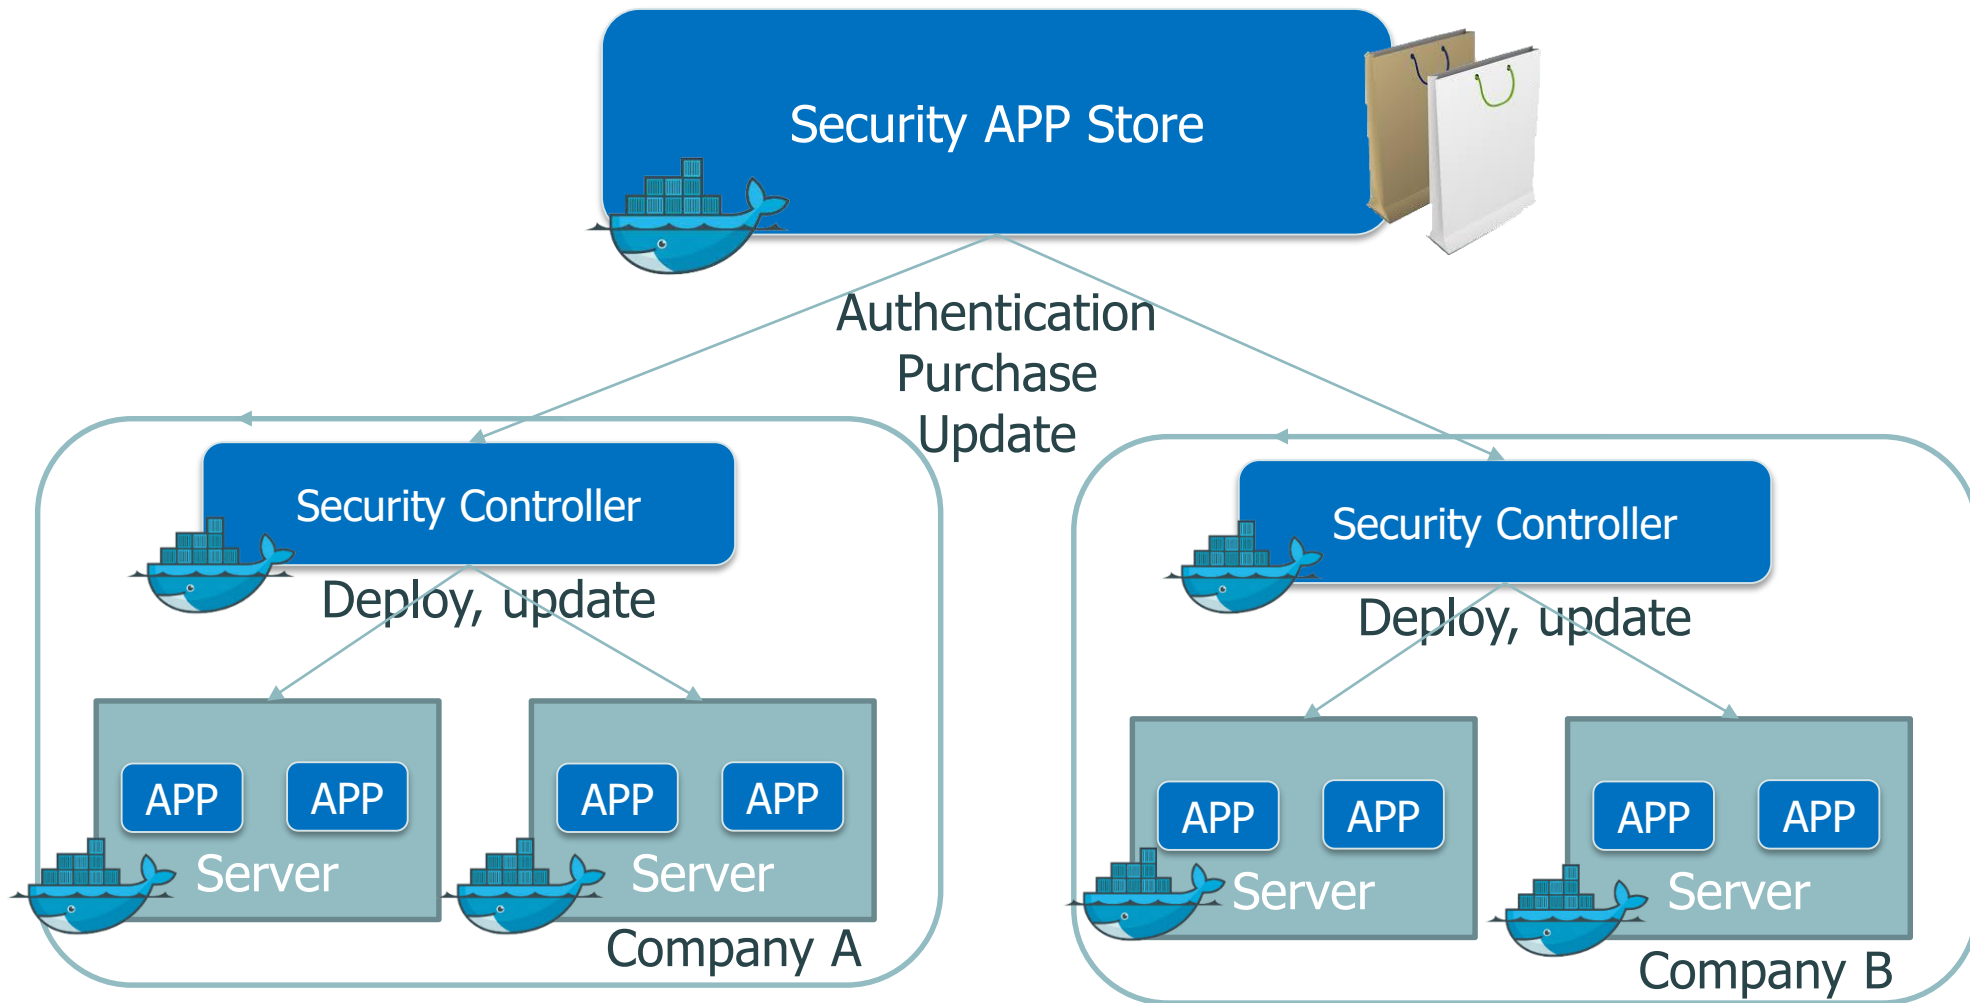 Security APP Store
Authentication
Purchase
Update
Security Controller
Deploy, update
APP
APP
APP
APP
Server
Server
Company A
Security Controller
Deploy, update
APP
APP
APP
APP
Server
Server
Company B